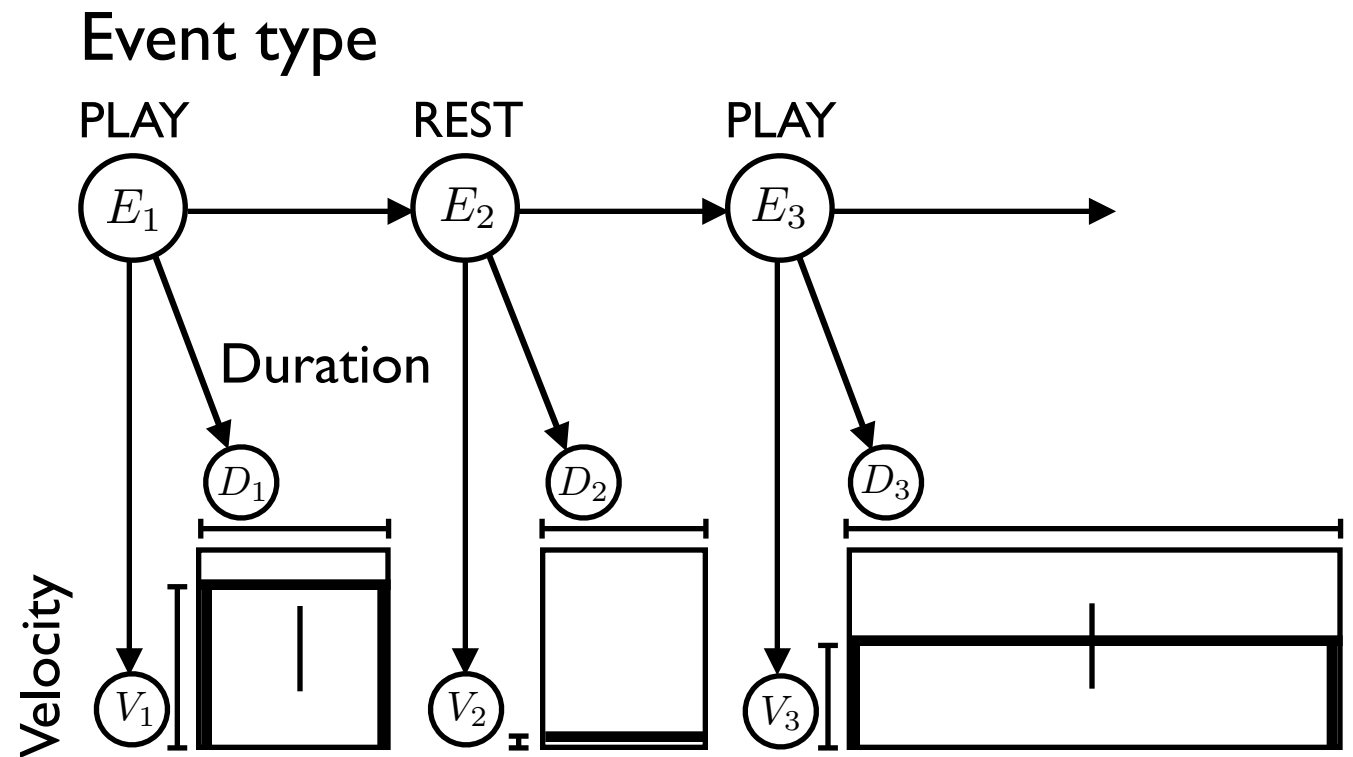 Event type
PLAY REST PLAY
E1 E2 E3
Duration
D1 D2 D3
Velocity
V1 V2 V3